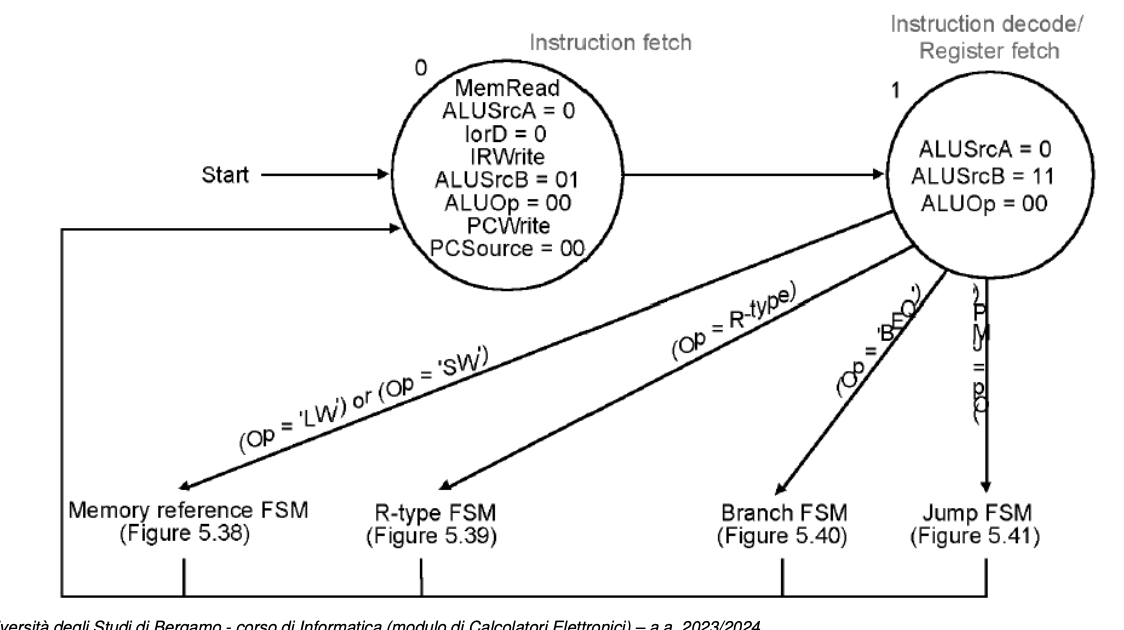 Instruction fetch
Instruction decode/
Register fetch
0
MemRead
ALUSrcA = 0
IorD = 0
IRWrite
ALUSrcB = 01
ALUOp = 00
PCWrite
PCSource = 00
1
ALUSrcA = 0
ALUSrcB = 11
ALUOp = 00
Start
(Op = 'LW') or (Op = 'SW')
(Op = R-type)
(Op = 'BEQ')
(Op = JMP')
Memory reference FSM
(Figure 5.38)
R-type FSM
(Figure 5.39)
Branch FSM
(Figure 5.40)
Jump FSM
(Figure 5.41)
versità degli Studi di Bergamo - corso di Informatica (modulo di Calcolatori Elettronici) – a.a. 2023/2024